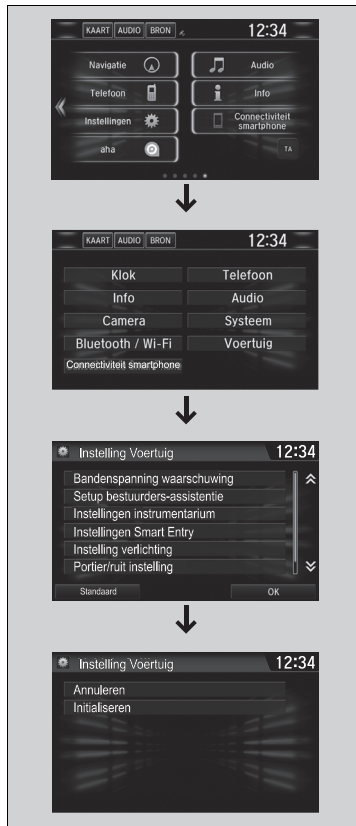 KAART AUDIO BRON 12:34
Navigatie Audio
Telefoon Info
Instellingen Connectiviteit smartphone
aha TA
KAART AUDIO BRON 12:34
Klok Telefoon
Info Audio
Camera Systeem
Bluetooth / Wi-Fi Voertuig
Connectiviteit smartphone
Instelling Voertuig 12:34
Bandenspanning waarschuwing
Setup bestuurders-assistentie
Instellingen instrumentarium
Instellingen Smart Entry
Instelling verlichting
Portier/ruit instelling
Standaard OK
Instelling Voertuig 12:34
Annuleren
Initialiseren